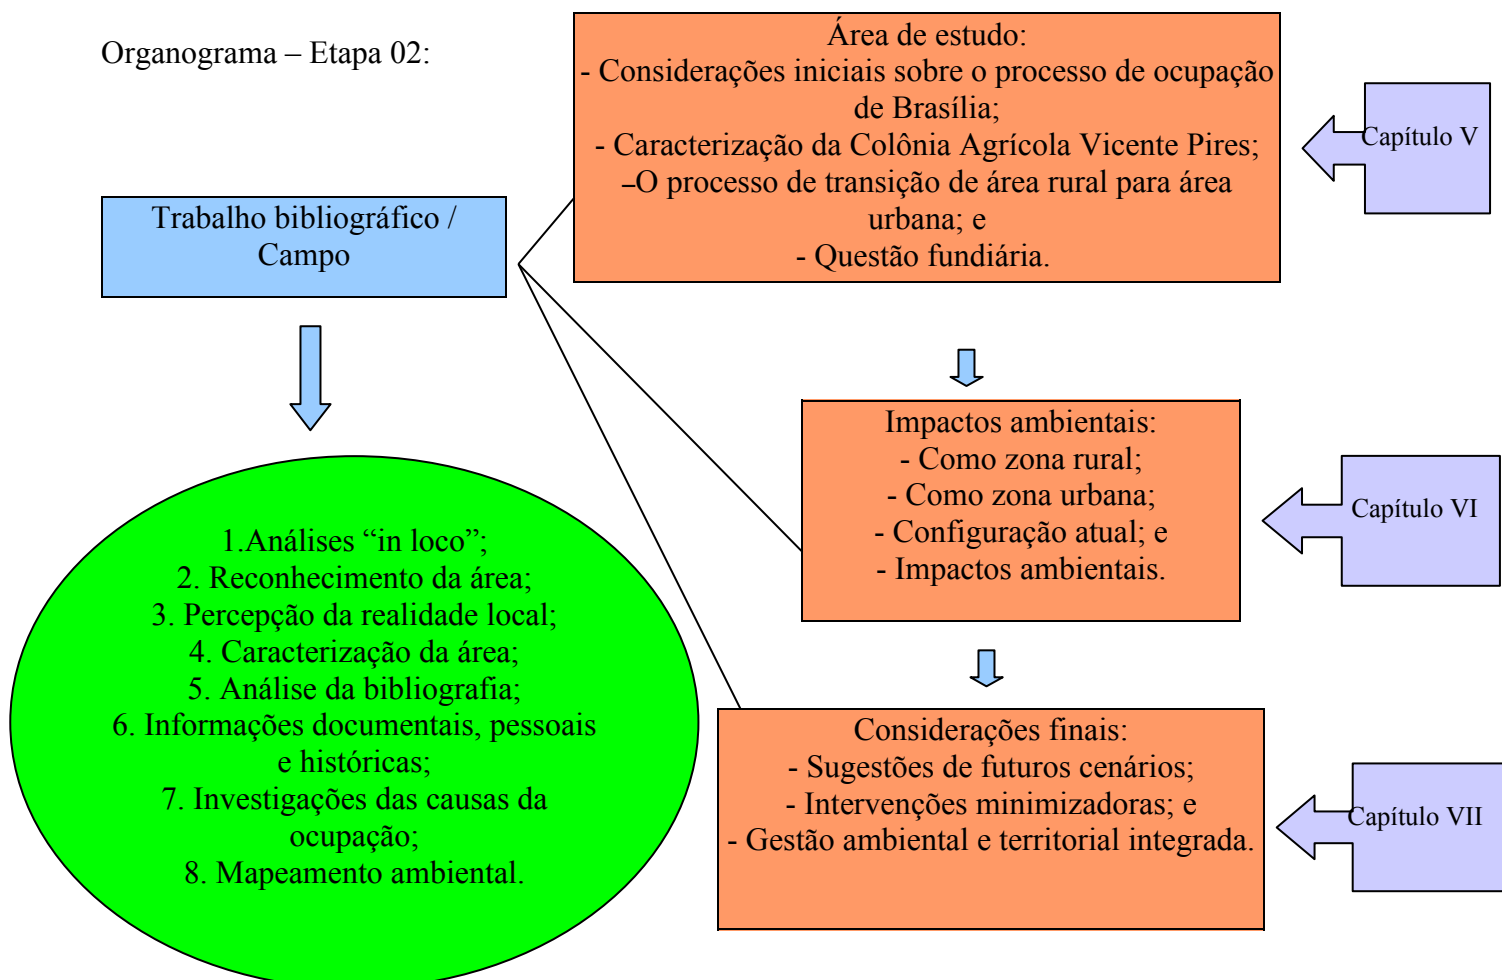 Organograma – Etapa 02:
Área de estudo:
- Considerações iniciais sobre o processo de ocupação
de Brasília;
- Caracterização da Colônia Agrícola Vicente Pires;
–O processo de transição de área rural para área
urbana; e
- Questão fundiária.
Capítulo V
Trabalho bibliográfico /
Campo
Impactos ambientais:
- Como zona rural;
- Como zona urbana;
- Configuração atual; e
- Impactos ambientais.
Capítulo VI
1.Análises “in loco”;
2. Reconhecimento da área;
3. Percepção da realidade local;
4. Caracterização da área;
5. Análise da bibliografia;
6. Informações documentais, pessoais
e históricas;
7. Investigações das causas da
ocupação;
8. Mapeamento ambiental.
Considerações finais:
- Sugestões de futuros cenários;
- Intervenções minimizadoras; e
- Gestão ambiental e territorial integrada.
Capítulo VII